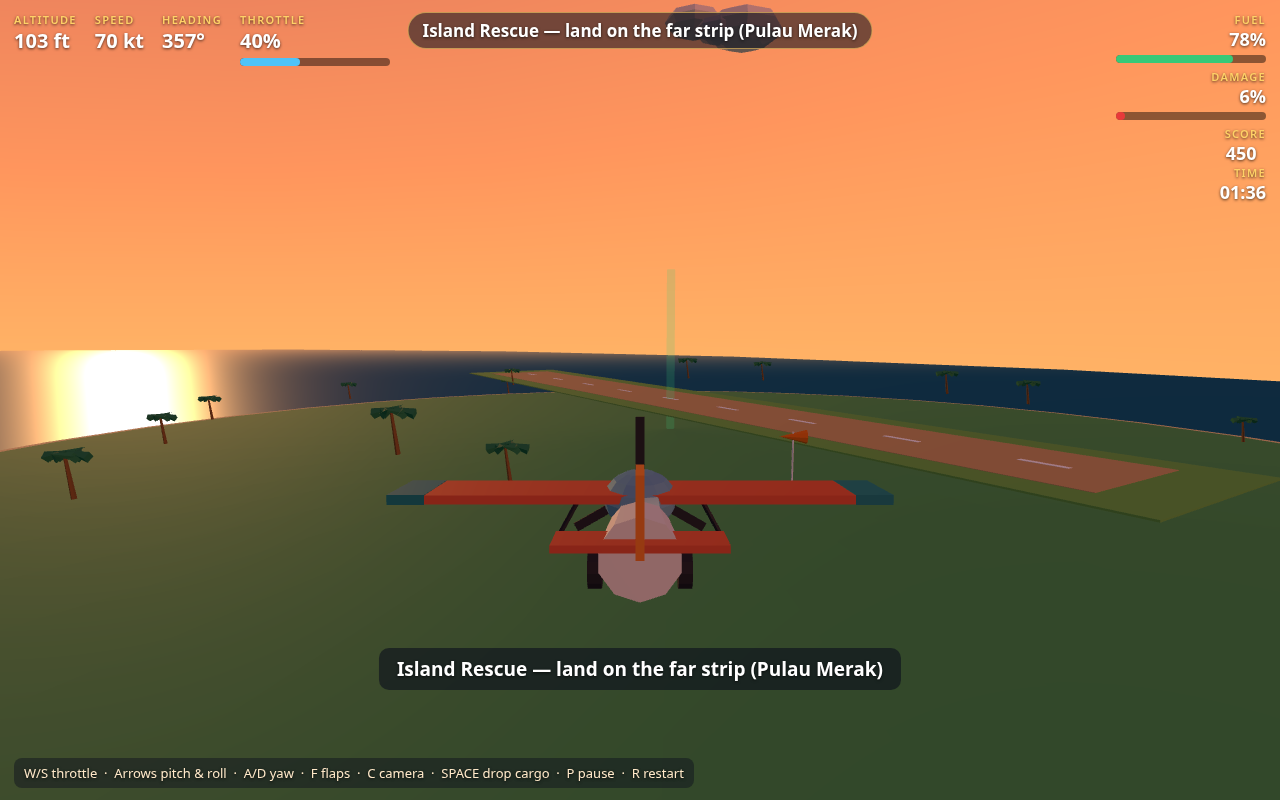 ALTITUDE SPEED HEADING THROTTLE
103 ft 70 kt 357° 40%
Island Rescue — land on the far strip (Pulau Merak)
FUEL
78%
DAMAGE
6%
SCORE
450
TIME
01:36
Island Rescue — land on the far strip (Pulau Merak)
W/S throttle · Arrows pitch & roll · A/D yaw · F flaps · C camera · SPACE drop cargo · P pause · R restart